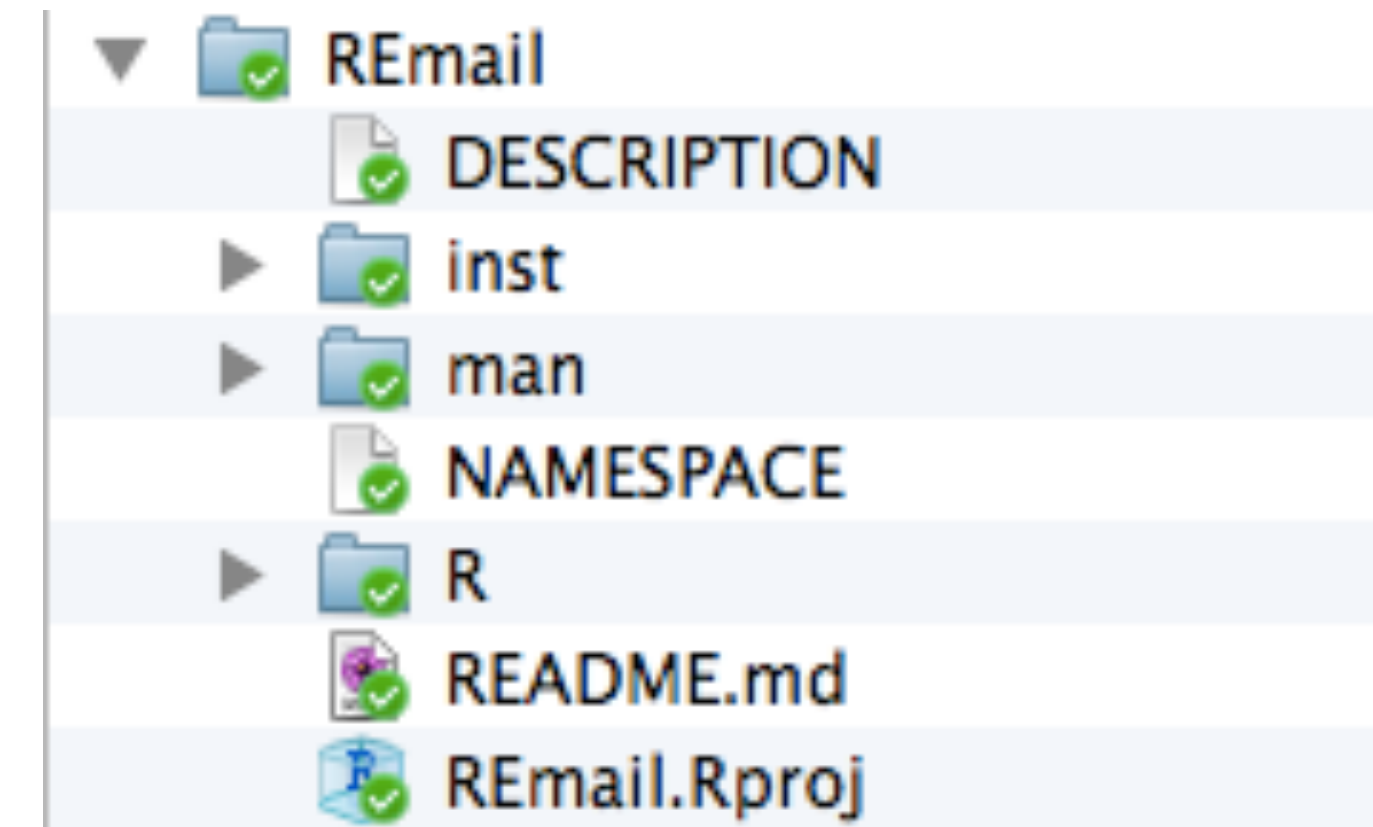 REmail
DESCRIPTION
inst
man
NAMESPACE
R
README.md
REmail.Rproj